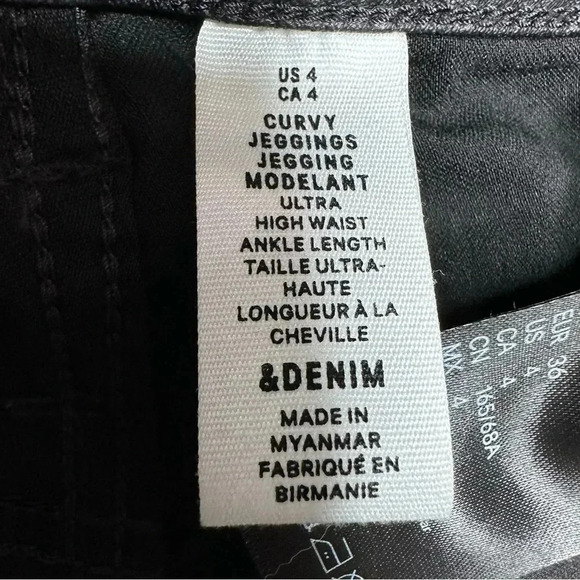 US 4
CA 4
CURVY
JEGGINGS
JEGGING
MODELANT
ULTRA
HIGH WAIST
ANKLE LENGTH
TAILLE ULTRA-
HAUTE
LONGUEUR À LA
CHEVILLE
&DENIM
MADE IN
MYANMAR
FABRIQUÉ EN
BIRMANIE
EUR 36
US 4
CA 4
CN 165/68A
MX 4